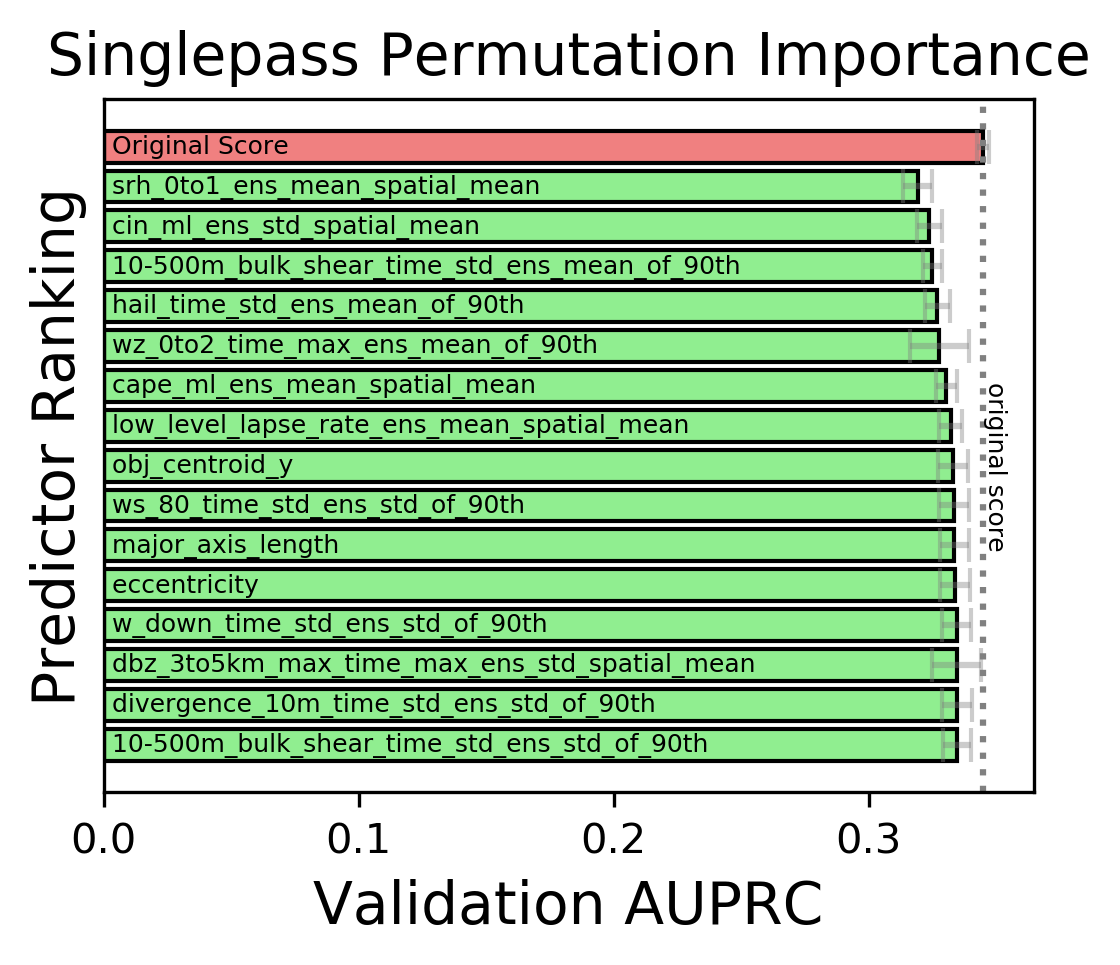 Singlepass Permutation Importance
Predictor Ranking
Original Score
srh_0to1_ens_mean_spatial_mean
cin_ml_ens_std_spatial_mean
10-500m_bulk_shear_time_std_ens_mean_of_90th
hail_time_std_ens_mean_of_90th
wz_0to2_time_max_ens_mean_of_90th
cape_ml_ens_mean_spatial_mean
low_level_lapse_rate_ens_mean_spatial_mean
obj_centroid_y
ws_80_time_std_ens_std_of_90th
major_axis_length
eccentricity
w_down_time_std_ens_std_of_90th
dbz_3to5km_max_time_max_ens_std_spatial_mean
divergence_10m_time_std_ens_std_of_90th
10-500m_bulk_shear_time_std_ens_std_of_90th
original score
0.0 0.1 0.2 0.3
Validation AUPRC